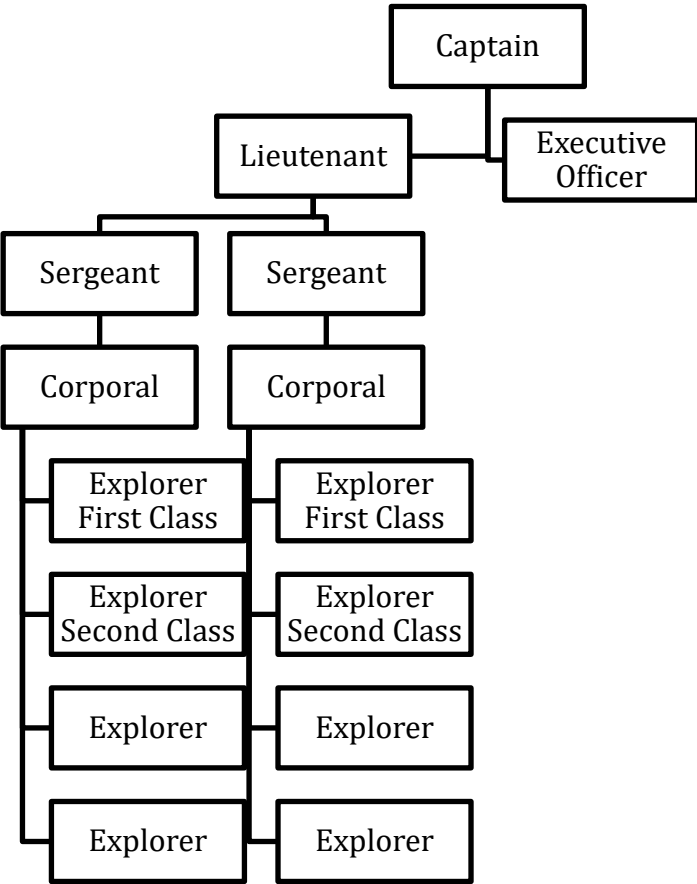 Captain
Lieutenant
Executive
Officer
Sergeant
Sergeant
Corporal
Corporal
Explorer
First Class
Explorer
First Class
Explorer
Second Class
Explorer
Second Class
Explorer
Explorer
Explorer
Explorer